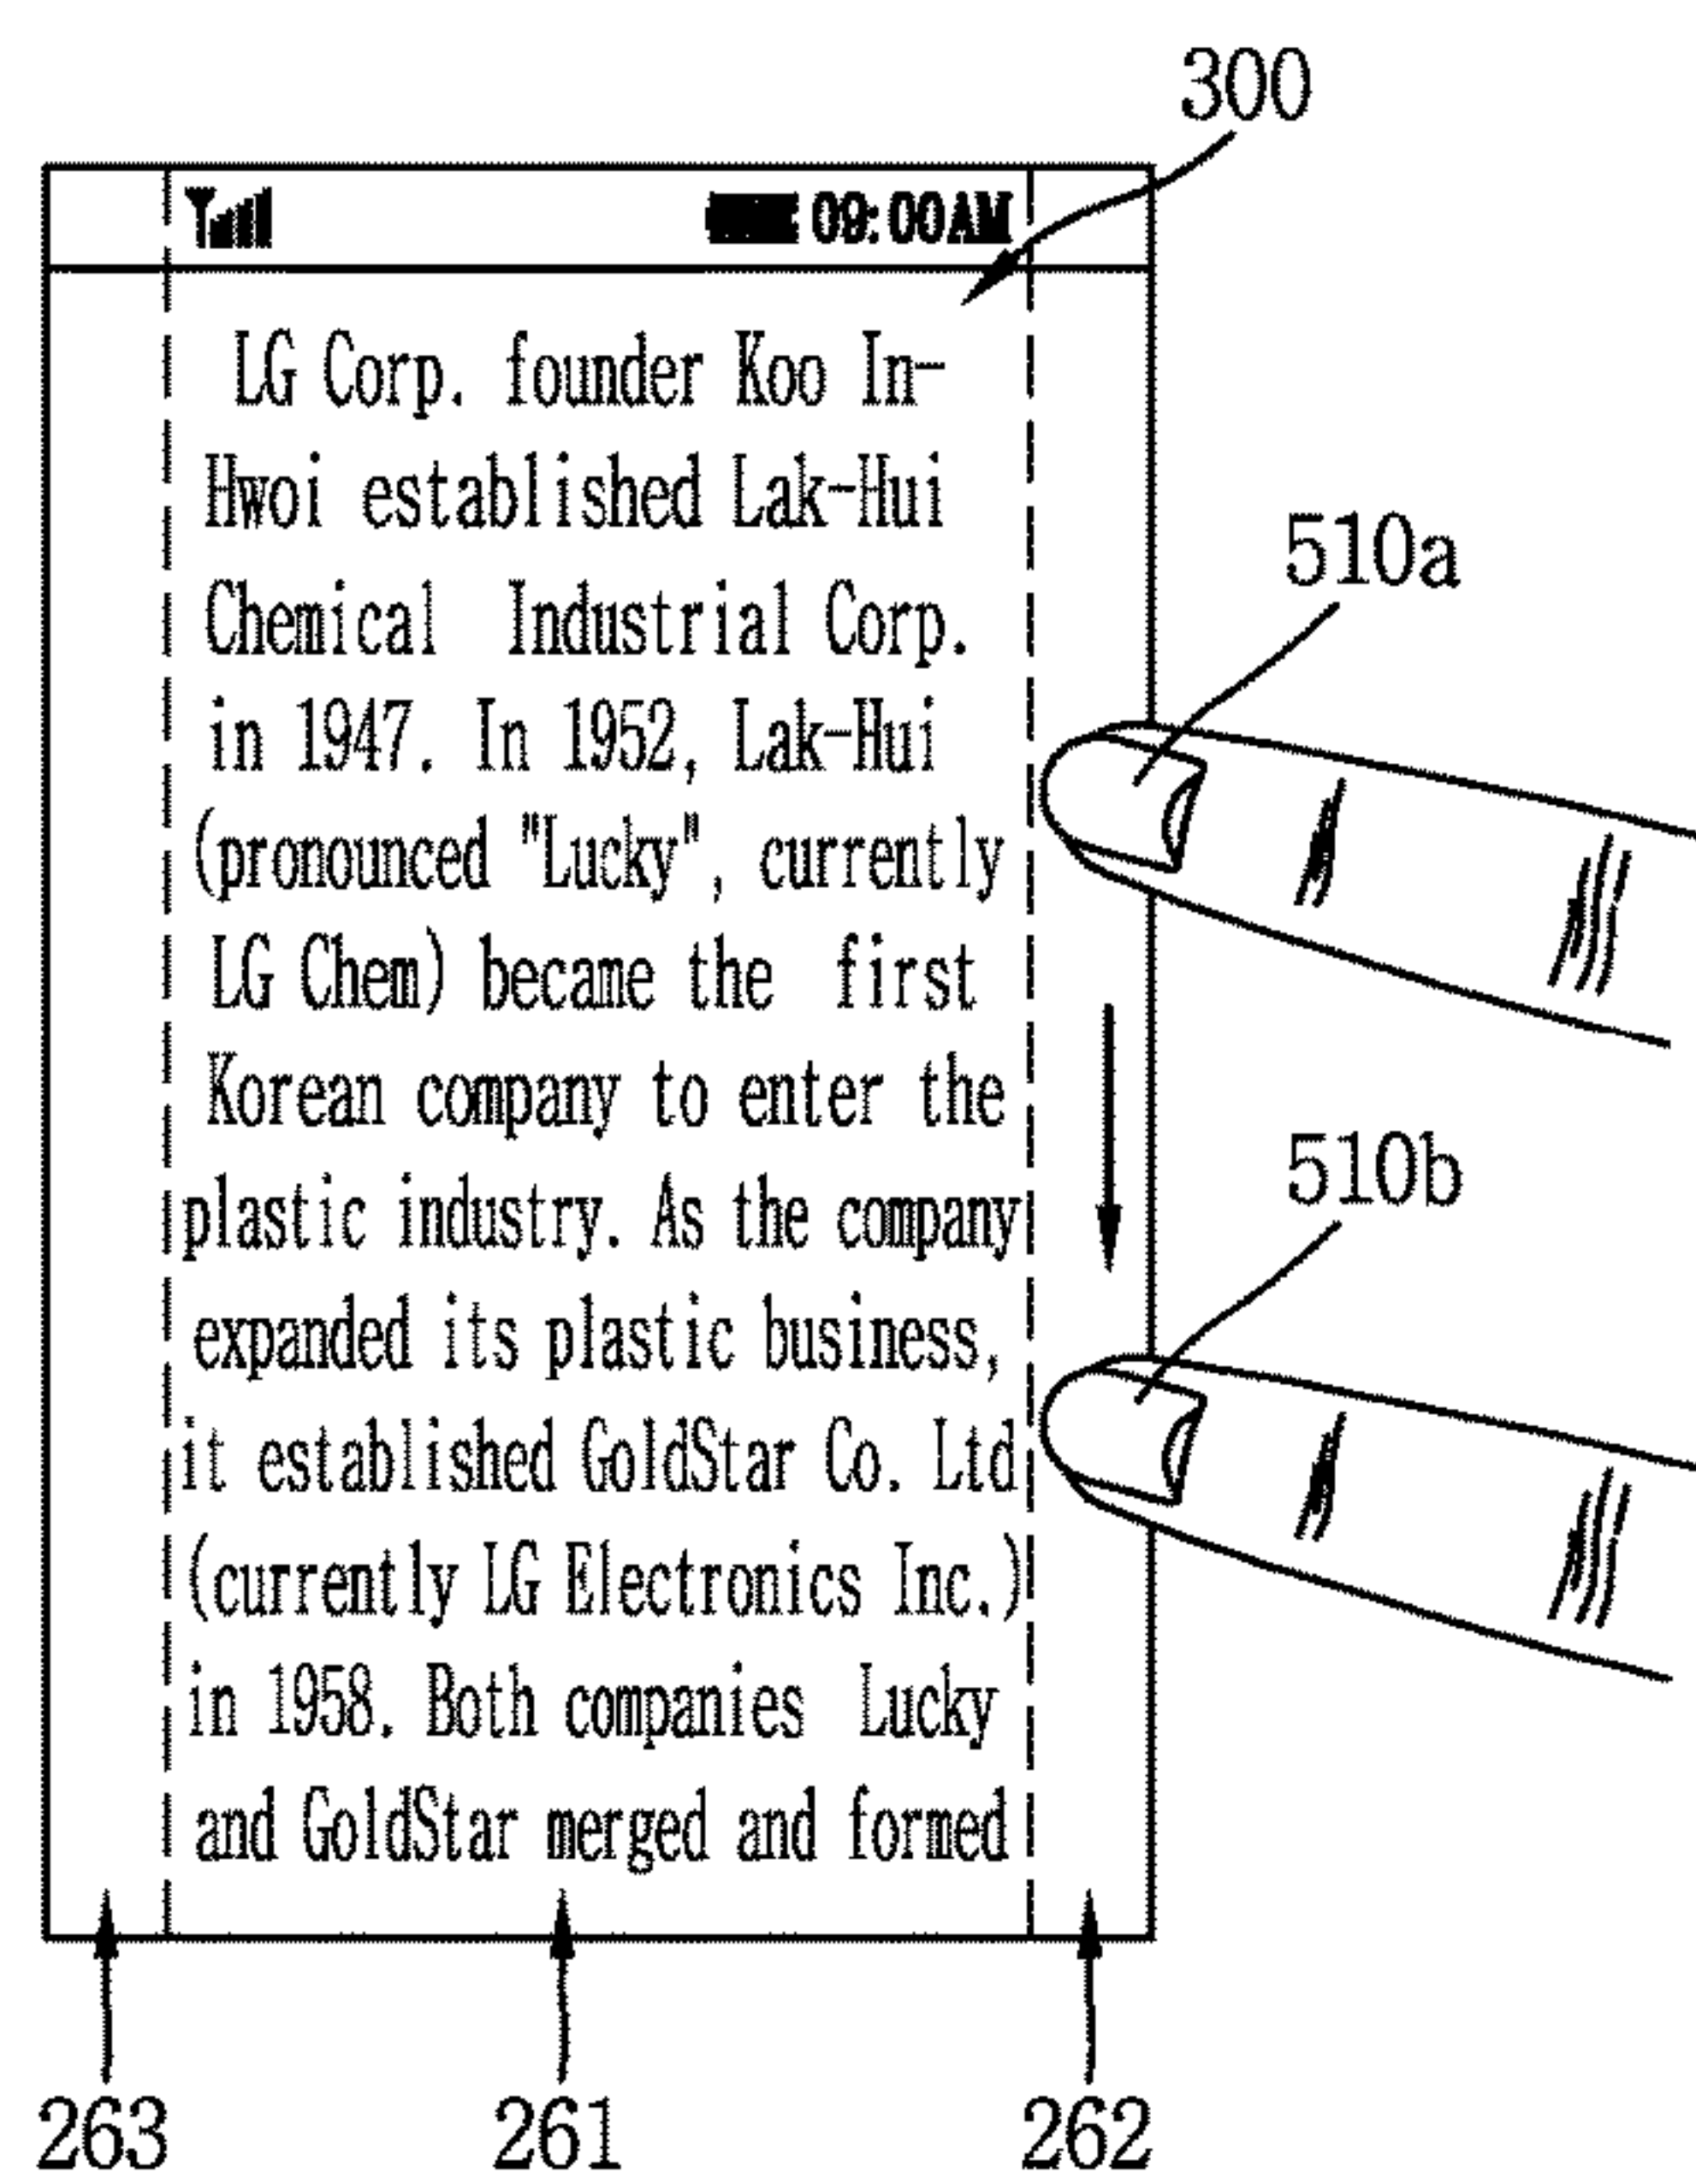 300
09:00AM
LG Corp. founder Koo In-
Hwoi established Lak-Hui
Chemical Industrial Corp.
in 1947. In 1952, Lak-Hui
(pronounced "Lucky", currently
LG Chem) became the first
Korean company to enter the
plastic industry. As the company
expanded its plastic business,
it established GoldStar Co. Ltd
(currently LG Electronics Inc.)
in 1958. Both companies Lucky
and GoldStar merged and formed
510a
510b
263 261 262